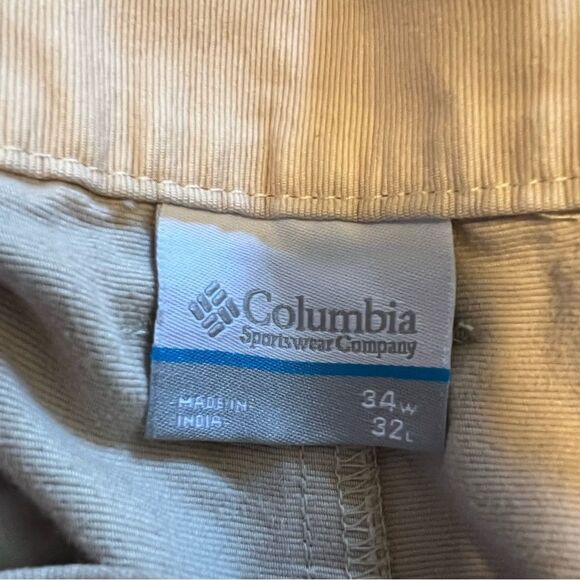 Columbia
Sportswear Company
MADE IN
INDIA
34W
32L